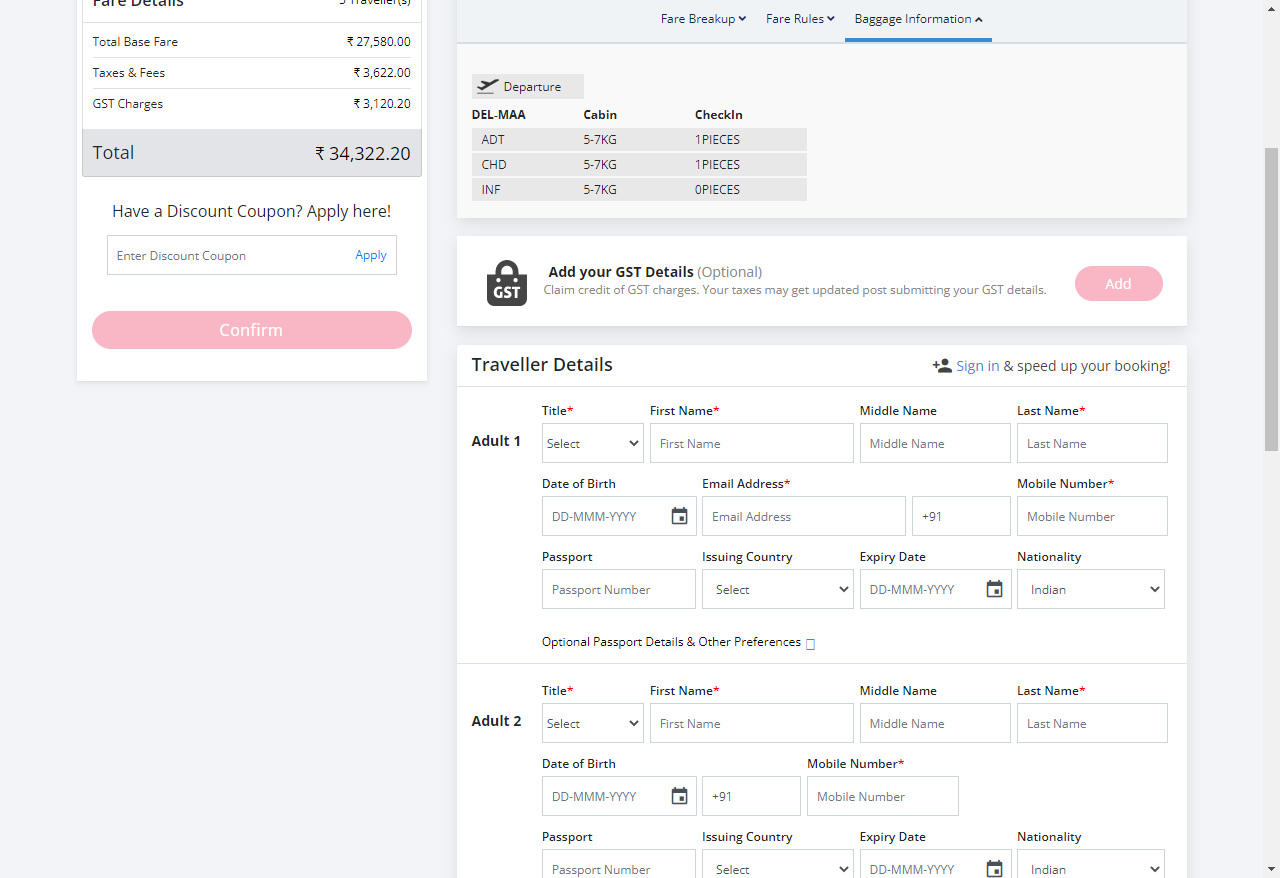 Fare Details 5 Traveller(s)
Total Base Fare ₹ 27,580.00
Taxes & Fees ₹ 3,622.00
GST Charges ₹ 3,120.20
Total ₹ 34,322.20
Have a Discount Coupon? Apply here!
Enter Discount Coupon Apply
Confirm
Fare Breakup Fare Rules Baggage Information
Departure
DEL-MAA Cabin CheckIn
ADT 5-7KG 1PIECES
CHD 5-7KG 1PIECES
INF 5-7KG 0PIECES
GST
Add your GST Details (Optional)
Claim credit of GST charges. Your taxes may get updated post submitting your GST details.
Add
Traveller Details Sign in & speed up your booking!
Title* First Name* Middle Name Last Name*
Adult 1 Select First Name Middle Name Last Name
Date of Birth Email Address* Mobile Number*
DD-MMM-YYYY Email Address +91 Mobile Number
Passport Issuing Country Expiry Date Nationality
Passport Number Select DD-MMM-YYYY Indian
Optional Passport Details & Other Preferences
Title* First Name* Middle Name Last Name*
Adult 2 Select First Name Middle Name Last Name
Date of Birth Mobile Number*
DD-MMM-YYYY +91 Mobile Number
Passport Issuing Country Expiry Date Nationality
Passport Number Select DD-MMM-YYYY Indian